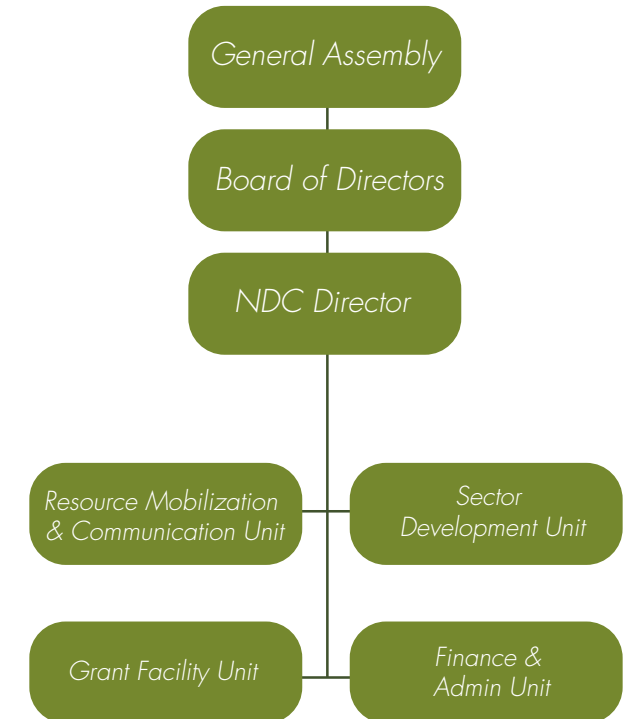 General Assembly
Board of Directors
NDC Director
Resource Mobilization
& Communication Unit
Sector
Development Unit
Grant Facility Unit
Finance &
Admin Unit